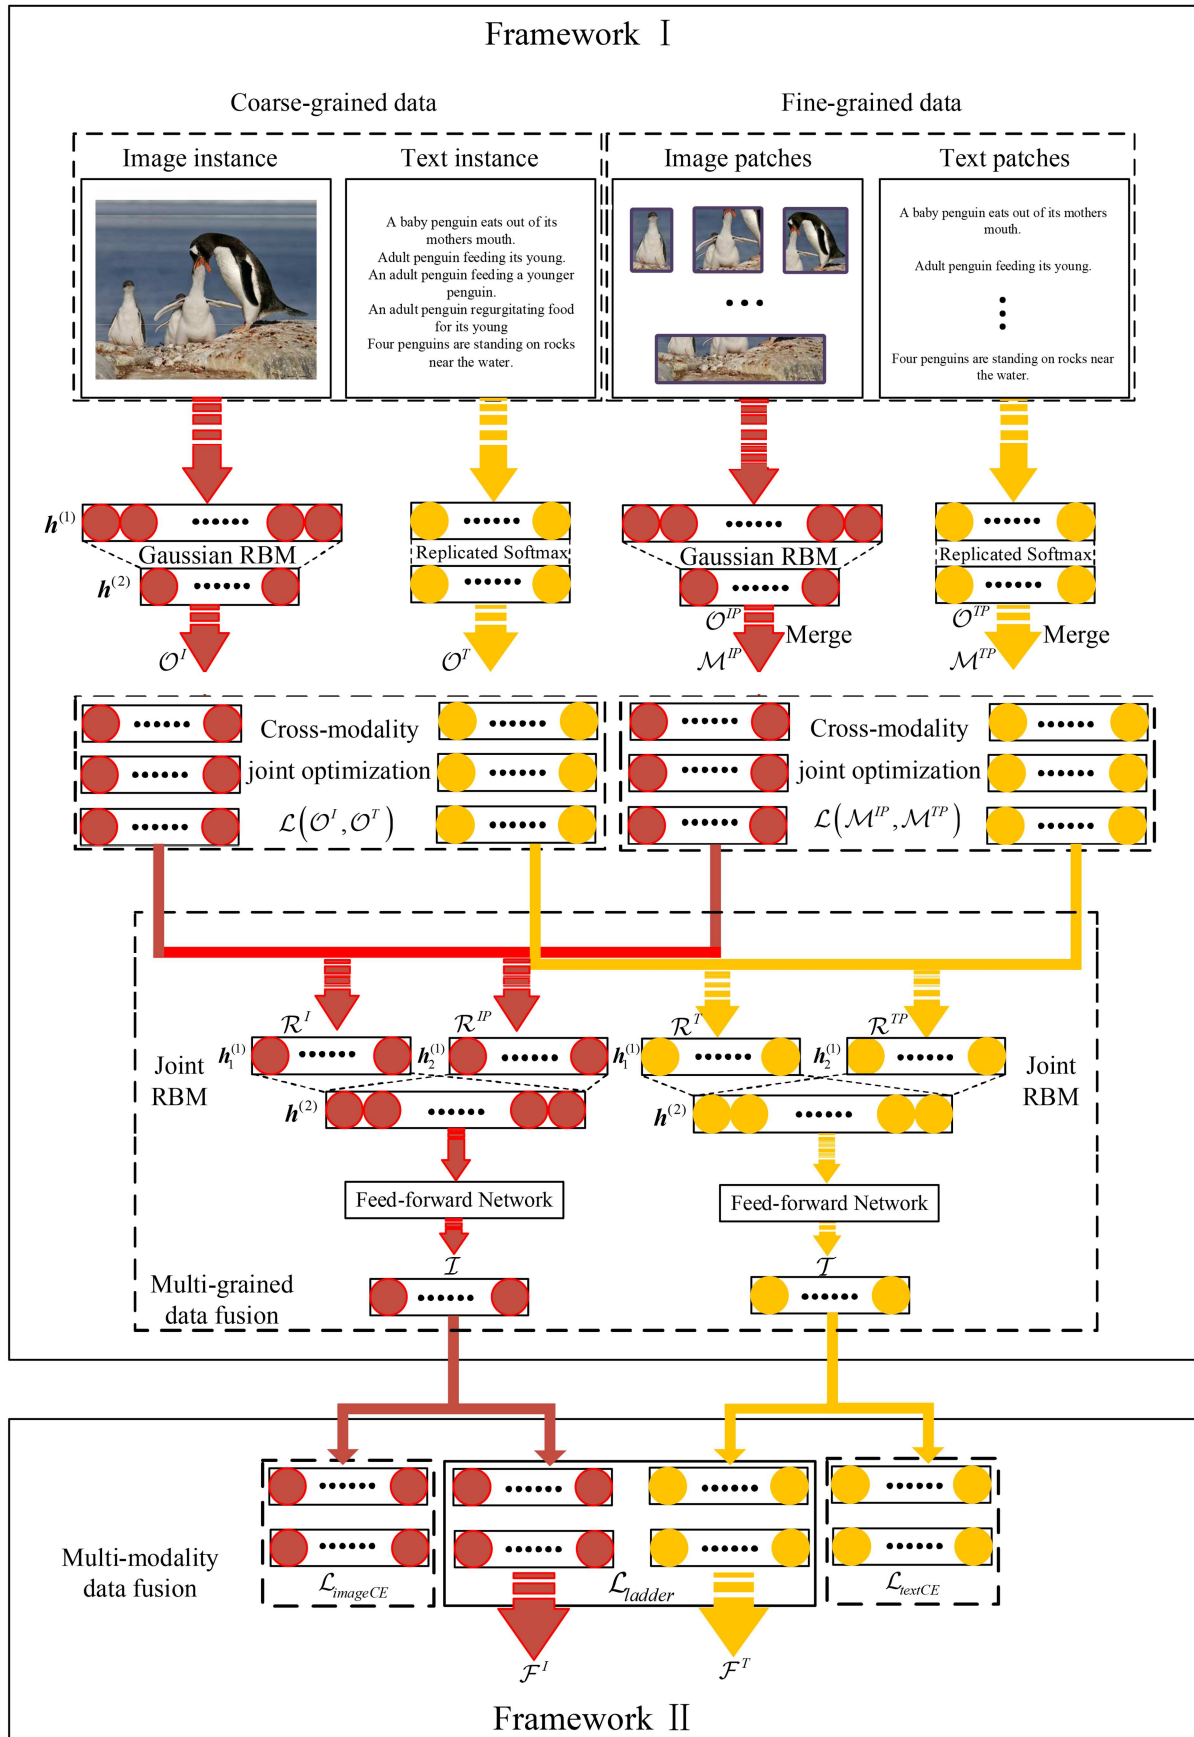 Framework Ⅰ
Coarse-grained data
Fine-grained data
Image instance
Text instance
Image patches
Text patches
A baby penguin eats out of its
mothers mouth.
Adult penguin feeding its young.
An adult penguin feeding a younger
penguin.
An adult penguin regurgitating food
for its young
Four penguins are standing on rocks
near the water.
A baby penguin eats out of its mothers
mouth.
Adult penguin feeding its young.
Four penguins are standing on rocks near
the water.
h^(1)
Gaussian RBM
Replicated Softmax
Gaussian RBM
Replicated Softmax
h^(2)
𝒪^I
𝒪^T
𝒪^IP
Merge
ℳ^IP
𝒪^TP
Merge
ℳ^TP
Cross-modality
joint optimization
ℒ(𝒪^I, 𝒪^T)
Cross-modality
joint optimization
ℒ(ℳ^IP, ℳ^TP)
ℛ^I
ℛ^IP
ℛ^T
ℛ^TP
h_1^(1)
h_2^(1)
h_1^(1)
h_2^(1)
Joint
RBM
Joint
RBM
h^(2)
h^(2)
Feed-forward Network
Feed-forward Network
ℐ
𝒯
Multi-grained
data fusion
Multi-modality
data fusion
ℒ_imageCE
ℒ_ladder
ℒ_textCE
ℱ^I
ℱ^T
Framework Ⅱ